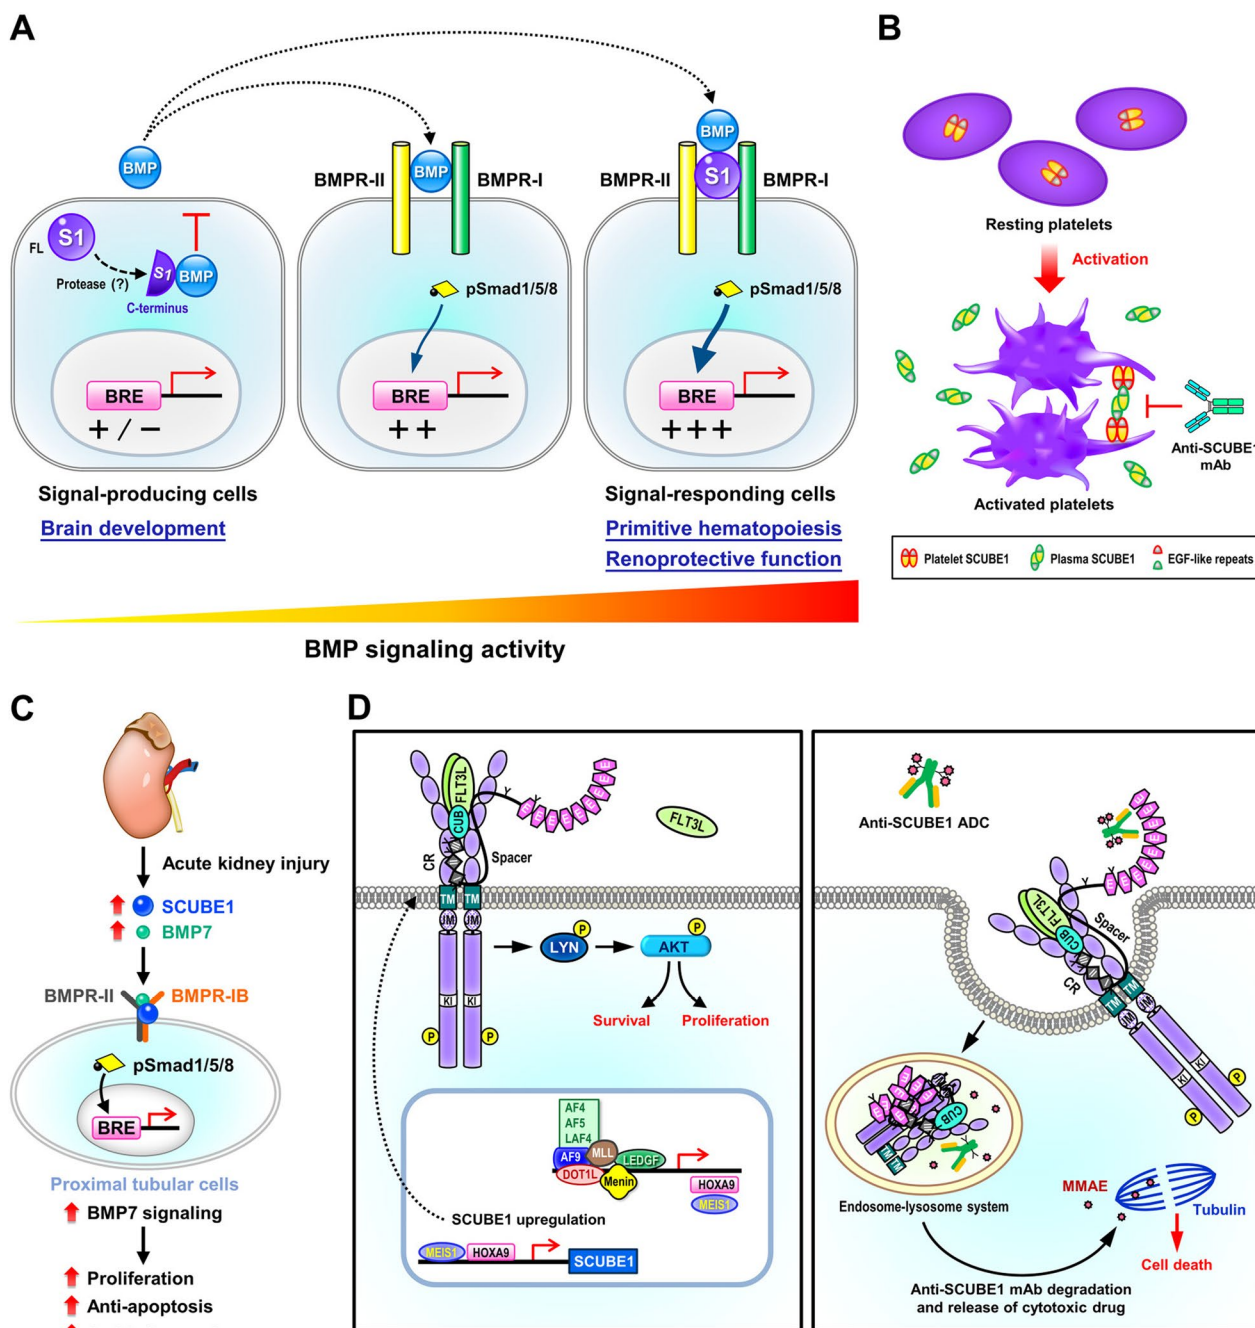 A
BMP
BMP
BMP
BMPR-II
BMPR-I
BMPR-II
S1
BMPR-I
S1
FL
Protease (?)
S1
BMP
C-terminus
pSmad1/5/8
pSmad1/5/8
BRE
+ / −
BRE
+ +
BRE
+ + +
Signal-producing cells
Signal-responding cells
Brain development
Primitive hematopoiesis
Renoprotective function
BMP signaling activity
B
Resting platelets
Activation
Anti-SCUBE1
mAb
Activated platelets
Platelet SCUBE1
Plasma SCUBE1
EGF-like repeats
C
Acute kidney injury
SCUBE1
BMP7
BMPR-II
BMPR-IB
pSmad1/5/8
BRE
Proximal tubular cells
BMP7 signaling
Proliferation
Anti-apoptosis
D
FLT3L
CUB
Y
E E E E E E E
FLT3L
CR
Spacer
TM TM
JM JM
P
P
LYN
AKT
KI KI
Survival
Proliferation
P
P
AF4
AF5
LAF4
AF9
MLL
LEDGF
DOT1L
Menin
HOXA9
MEIS1
SCUBE1 upregulation
MEIS1
HOXA9
SCUBE1
Anti-SCUBE1 ADC
Y
FLT3L
CUB
Spacer
CR
TM TM
JM JM
KI KI
P
P
CUB
TM TM
Endosome-lysosome system
MMAE
Tubulin
Cell death
Anti-SCUBE1 mAb degradation
and release of cytotoxic drug